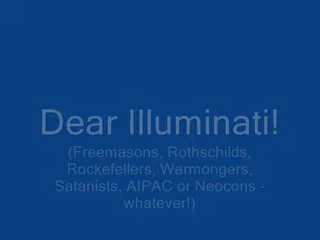 Dear Illuminati!
(Freemasons, Rothschilds,
Rockefellers, Warmongers,
Satanists, AIPAC or Neocons -
whatever!)